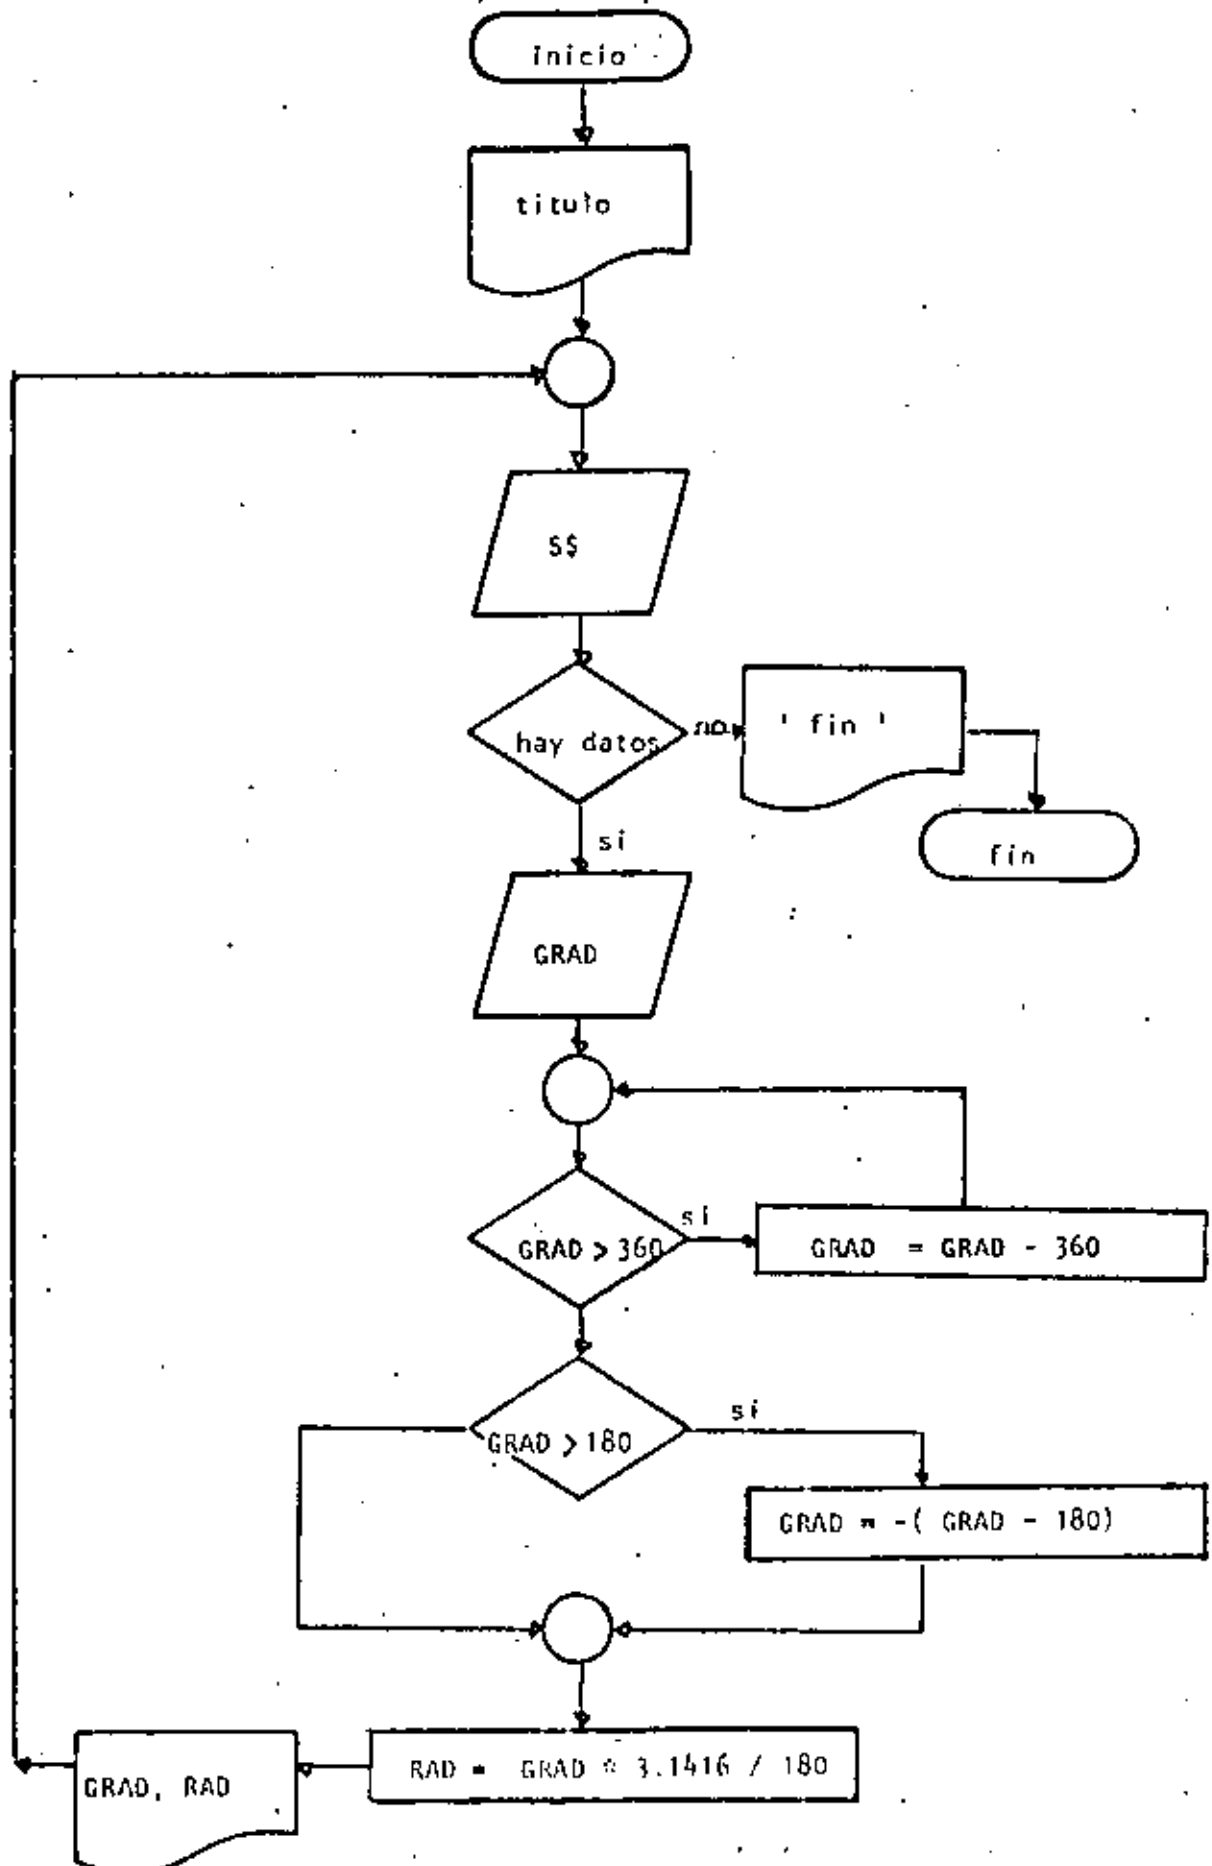 Inicio
titulo
S$
hay datos
no
' fin '
fin
si
GRAD
GRAD > 360
si
GRAD = GRAD - 360
GRAD > 180
si
GRAD = -( GRAD - 180)
RAD = GRAD * 3.1416 / 180
GRAD, RAD